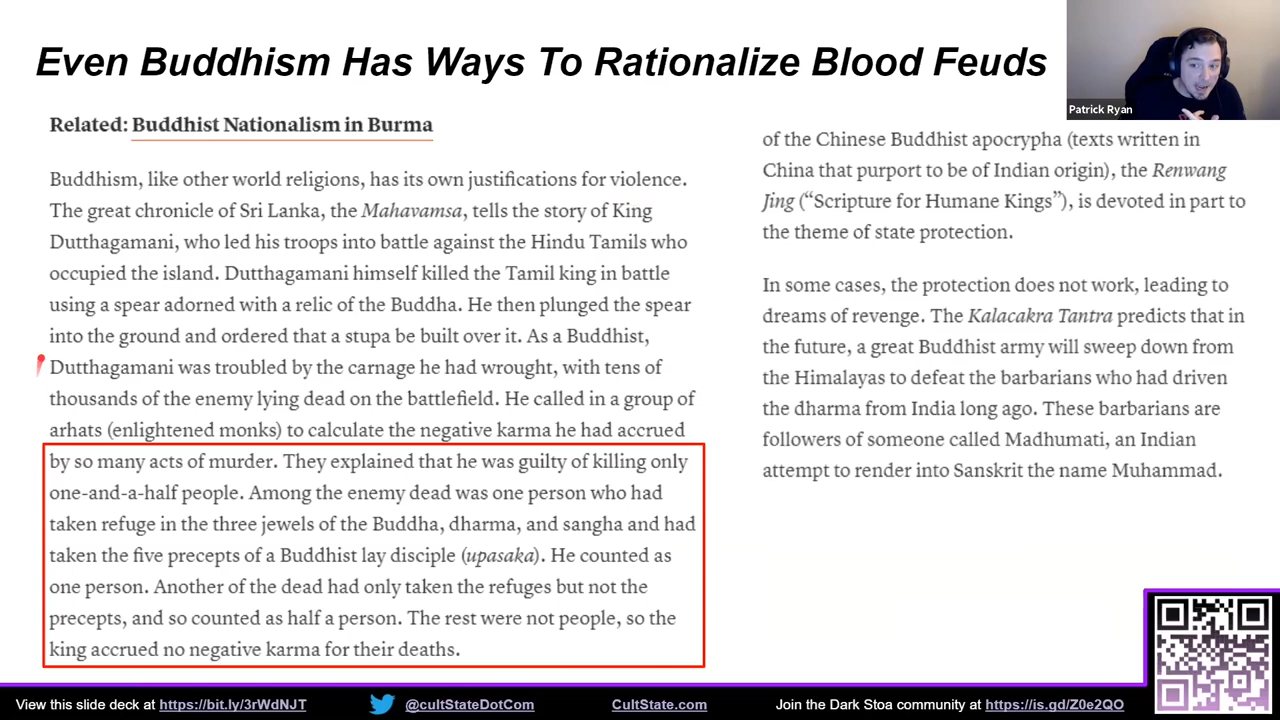 Even Buddhism Has Ways To Rationalize Blood Feuds
Patrick Ryan
Related: Buddhist Nationalism in Burma
Buddhism, like other world religions, has its own justifications for violence.
The great chronicle of Sri Lanka, the Mahavamsa, tells the story of King
Dutthagamani, who led his troops into battle against the Hindu Tamils who
occupied the island. Dutthagamani himself killed the Tamil king in battle
using a spear adorned with a relic of the Buddha. He then plunged the spear
into the ground and ordered that a stupa be built over it. As a Buddhist,
Dutthagamani was troubled by the carnage he had wrought, with tens of
thousands of the enemy lying dead on the battlefield. He called in a group of
arhats (enlightened monks) to calculate the negative karma he had accrued
by so many acts of murder. They explained that he was guilty of killing only
one-and-a-half people. Among the enemy dead was one person who had
taken refuge in the three jewels of the Buddha, dharma, and sangha and had
taken the five precepts of a Buddhist lay disciple (upasaka). He counted as
one person. Another of the dead had only taken the refuges but not the
precepts, and so counted as half a person. The rest were not people, so the
king accrued no negative karma for their deaths.
of the Chinese Buddhist apocrypha (texts written in
China that purport to be of Indian origin), the Renwang
Jing (“Scripture for Humane Kings”), is devoted in part to
the theme of state protection.
In some cases, the protection does not work, leading to
dreams of revenge. The Kalacakra Tantra predicts that in
the future, a great Buddhist army will sweep down from
the Himalayas to defeat the barbarians who had driven
the dharma from India long ago. These barbarians are
followers of someone called Madhumati, an Indian
attempt to render into Sanskrit the name Muhammad.
View this slide deck at https://bit.ly/3rWdNJT
@cultStateDotCom
CultState.com
Join the Dark Stoa community at https://is.gd/Z0e2QO